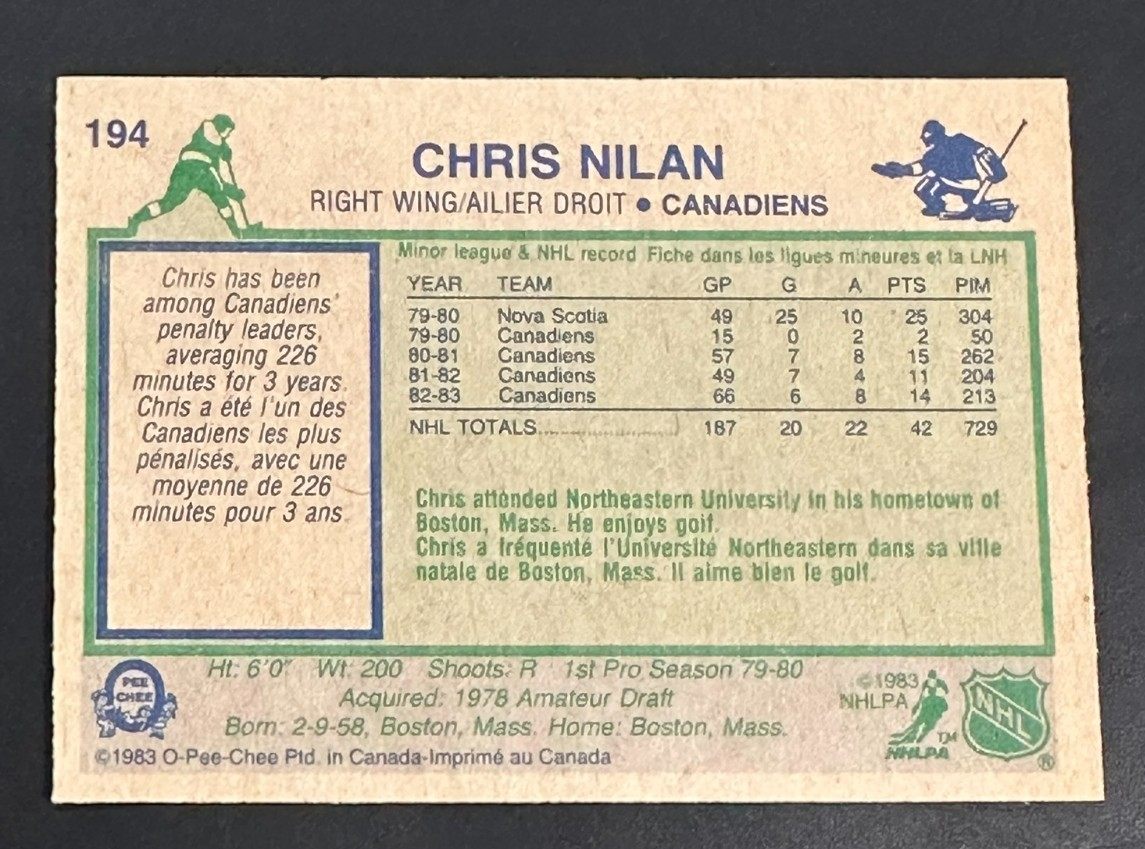 194
CHRIS NILAN
RIGHT WING/AILIER DROIT • CANADIENS
Chris has been
among Canadiens'
penalty leaders,
averaging 226
minutes for 3 years.
Chris a été l'un des
Canadiens les plus
pénalisés, avec une
moyenne de 226
minutes pour 3 ans.
Minor league & NHL record Fiche dans les ligues mineures et la LNH
YEAR TEAM GP G A PTS PIM
79-80 Nova Scotia 49 25 10 25 304
79-80 Canadiens 15 0 2 2 50
80-81 Canadiens 57 7 8 15 262
81-82 Canadiens 49 7 4 11 204
82-83 Canadiens 66 6 8 14 213
NHL TOTALS 187 20 22 42 729
Chris attended Northeastern University in his hometown of
Boston, Mass. He enjoys golf.
Chris a fréquenté l'Université Northeastern dans sa ville
natale de Boston, Mass. Il aime bien le golf.
Ht: 6'0" Wt: 200 Shoots: R 1st Pro Season 79-80
Acquired: 1978 Amateur Draft
Born: 2-9-58, Boston, Mass. Home: Boston, Mass.
©1983 O-Pee-Chee Ptd. in Canada-Imprimé au Canada
PEE
CHEE
©1983
NHLPA
NHLPA TM
NHL ®